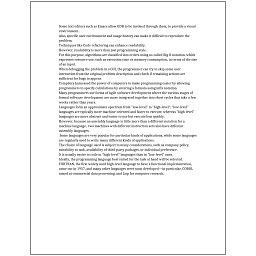 Some text editors such as Emacs allow GDB to be invoked through them, to provide a visual
environment.
Also, specific user environment and usage history can make it difficult to reproduce the
problem.
Techniques like Code refactoring can enhance readability.
However, readability is more than just programming style.
For this purpose, algorithms are classified into orders using so-called Big O notation, which
expresses resource use, such as execution time or memory consumption, in terms of the size
of an input.
When debugging the problem in a GUI, the programmer can try to skip some user
interaction from the original problem description and check if remaining actions are
sufficient for bugs to appear.
Compilers harnessed the power of computers to make programming easier by allowing
programmers to specify calculations by entering a formula using infix notation.
Many programmers use forms of Agile software development where the various stages of
formal software development are more integrated together into short cycles that take a few
weeks rather than years.
Languages form an approximate spectrum from "low-level" to "high-level"; "low-level"
languages are typically more machine-oriented and faster to execute, whereas "high-level"
languages are more abstract and easier to use but execute less quickly.
However, because an assembly language is little more than a different notation for a
machine language, two machines with different instruction sets also have different
assembly languages.
Some languages are very popular for particular kinds of applications, while some languages
are regularly used to write many different kinds of applications.
The choice of language used is subject to many considerations, such as company policy,
suitability to task, availability of third-party packages, or individual preference.
It is usually easier to code in "high-level" languages than in "low-level" ones.
Ideally, the programming language best suited for the task at hand will be selected.
FORTRAN, the first widely used high-level language to have a functional implementation,
came out in 1957, and many other languages were soon developed—in particular, COBOL
aimed at commercial data processing, and Lisp for computer research.